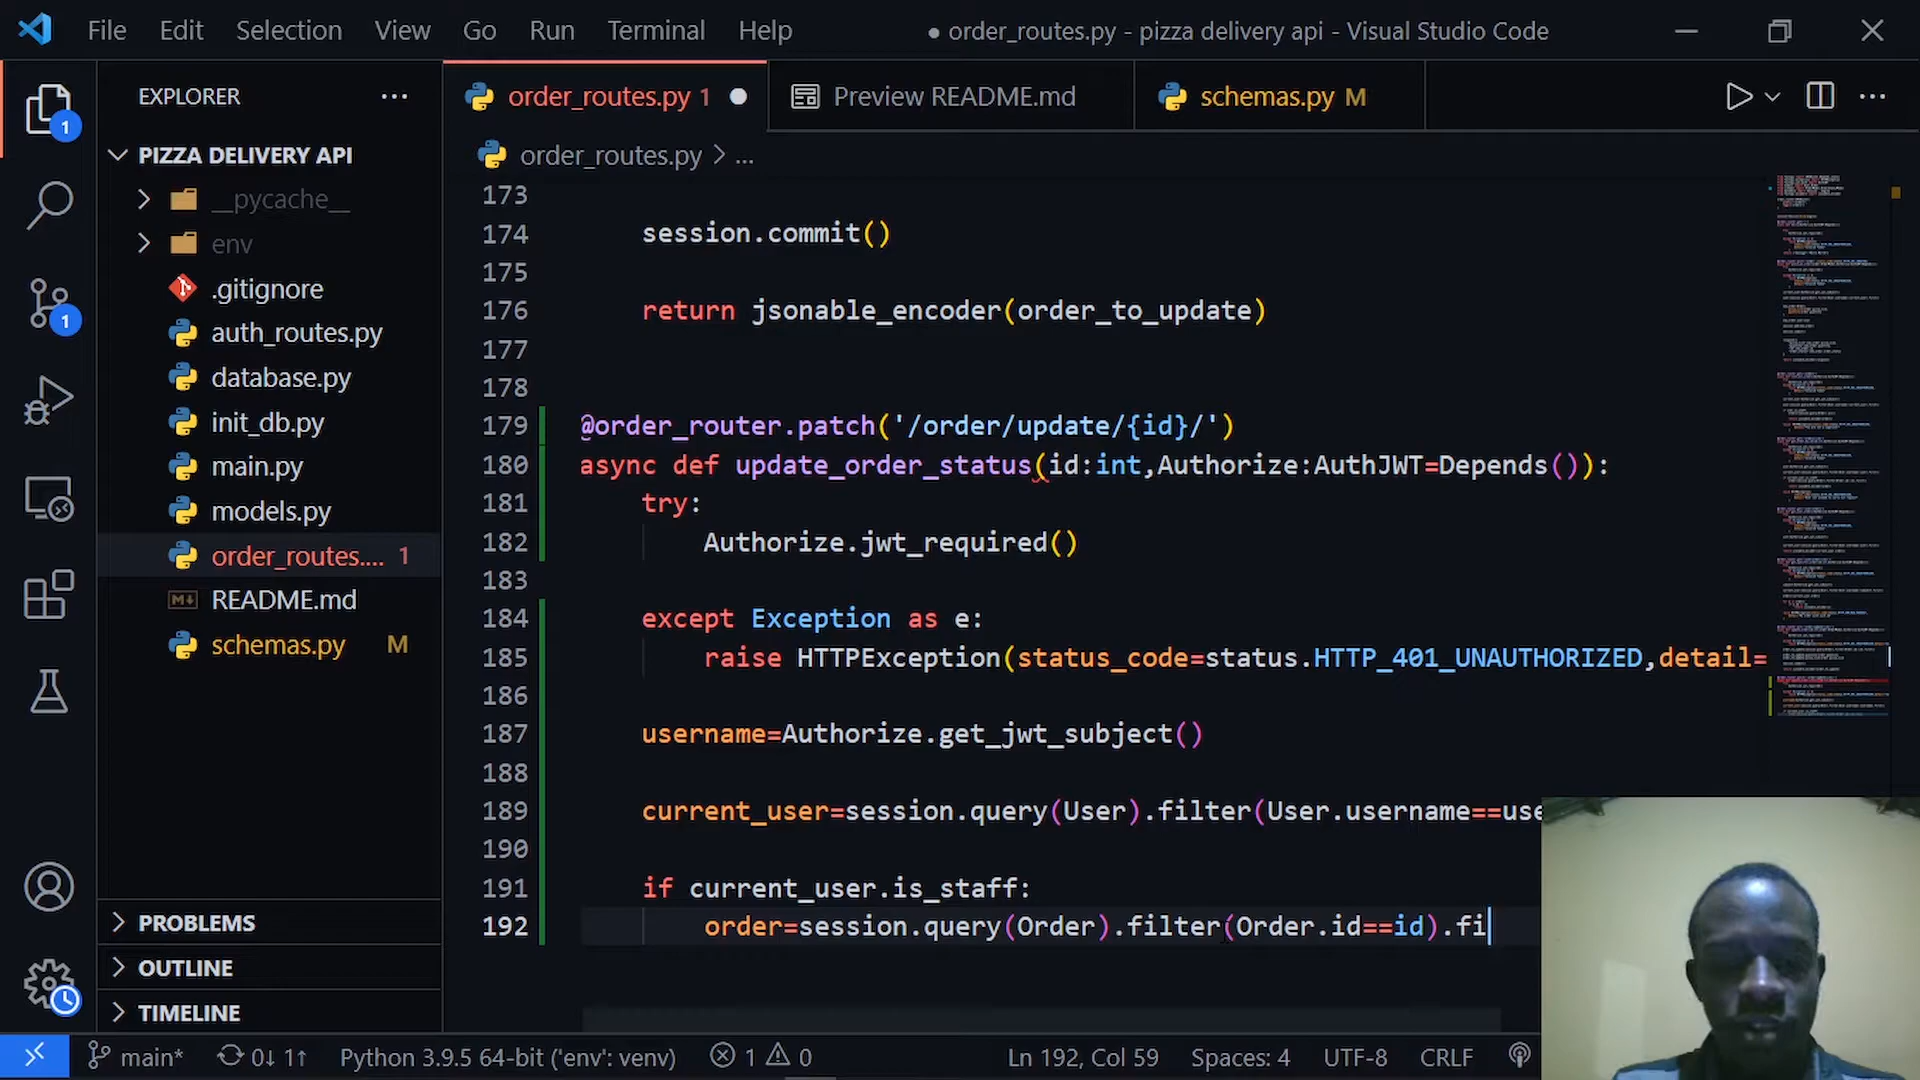 File Edit Selection View Go Run Terminal Help
● order_routes.py - pizza delivery api - Visual Studio Code
EXPLORER
order_routes.py 1
Preview README.md
schemas.py M
1
PIZZA DELIVERY API
order_routes.py > ...
__pycache__
env
.gitignore
auth_routes.py
database.py
init_db.py
main.py
models.py
order_routes.... 1
README.md
schemas.py M
1
173
174 session.commit()
175
176 return jsonable_encoder(order_to_update)
177
178
179 @order_router.patch('/order/update/{id}/')
180 async def update_order_status(id:int,Authorize:AuthJWT=Depends()):
181 try:
182 Authorize.jwt_required()
183
184 except Exception as e:
185 raise HTTPException(status_code=status.HTTP_401_UNAUTHORIZED,detail=
186
187 username=Authorize.get_jwt_subject()
188
189 current_user=session.query(User).filter(User.username==use
190
191 if current_user.is_staff:
192 order=session.query(Order).filter(Order.id==id).fi
PROBLEMS
OUTLINE
TIMELINE
main* 0↓ 1↑ Python 3.9.5 64-bit ('env': venv) 1 0 Ln 192, Col 59 Spaces: 4 UTF-8 CRLF